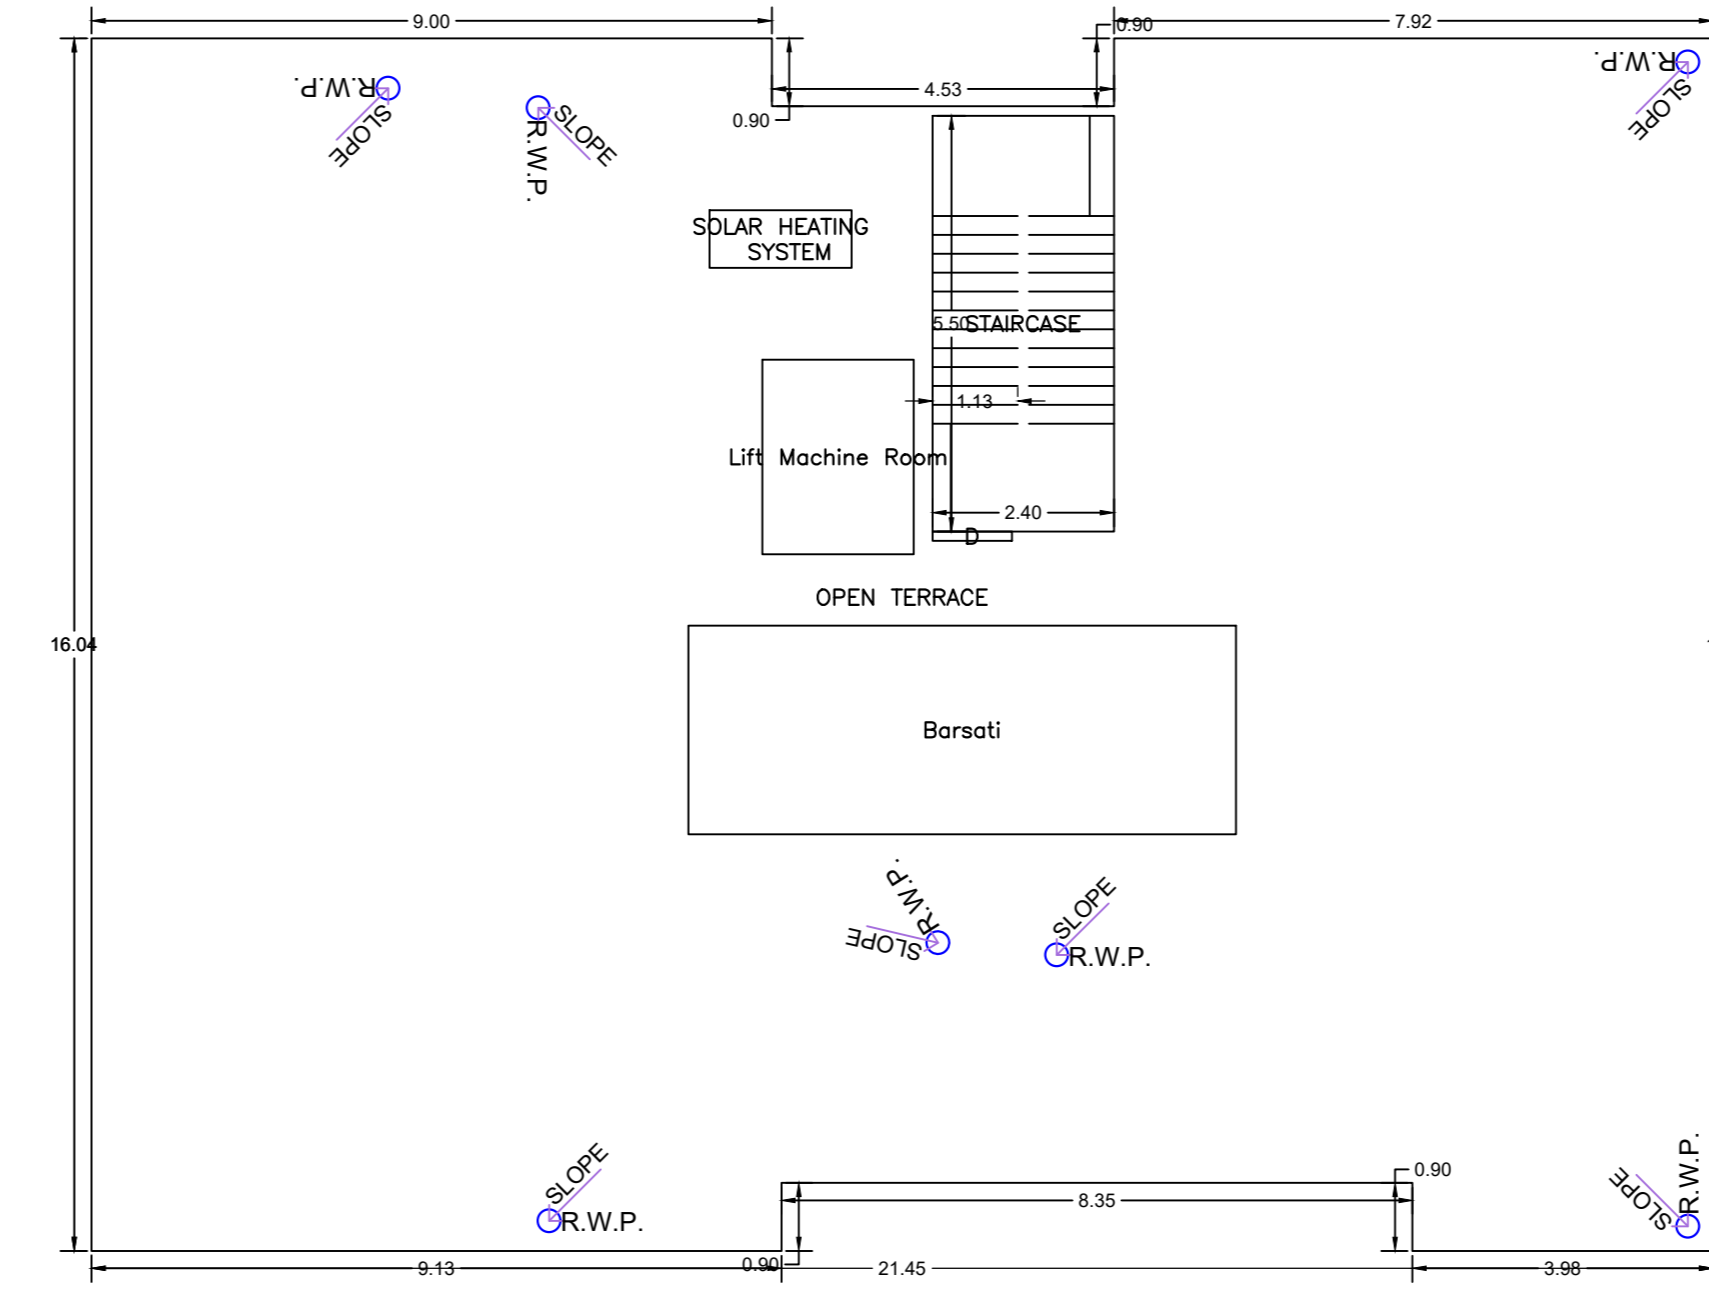 9.00
0.90
7.92
R.W.P.
SLOPE
SLOPE
R.W.P.
4.53
0.90
R.W.P.
SLOPE
SOLAR HEATING
SYSTEM
5.50
STAIRCASE
1.13
Lift Machine Room
2.40
D
OPEN TERRACE
16.04
Barsati
R.W.P.
SLOPE
SLOPE
R.W.P.
SLOPE
R.W.P.
0.90
8.35
R.W.P.
SLOPE
9.13
0.90
21.45
3.98